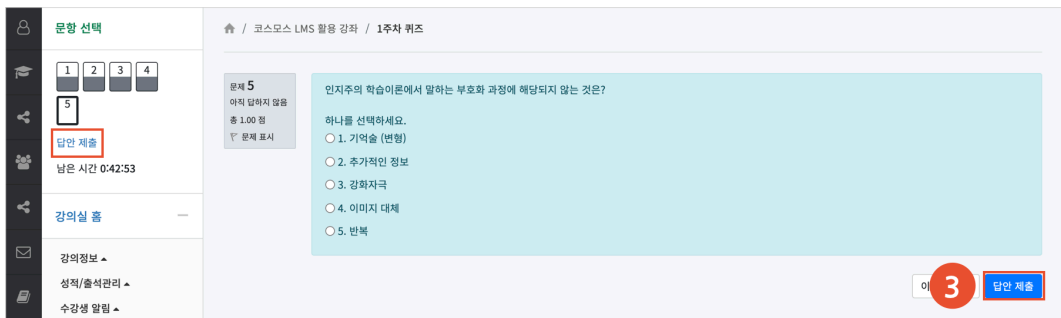 문항 선택
1 2 3 4
5
답안 제출
남은 시간 0:42:53
강의실 홈
강의정보
성적/출석관리
수강생 알림
/ 코스모스 LMS 활용 강좌 / 1주차 퀴즈
문제 5
아직 답하지 않음
총 1.00 점
문제 표시
인지주의 학습이론에서 말하는 부호화 과정에 해당되지 않는 것은?
하나를 선택하세요.
1. 기억술 (변형)
2. 추가적인 정보
3. 강화자극
4. 이미지 대체
5. 반복
3
답안 제출